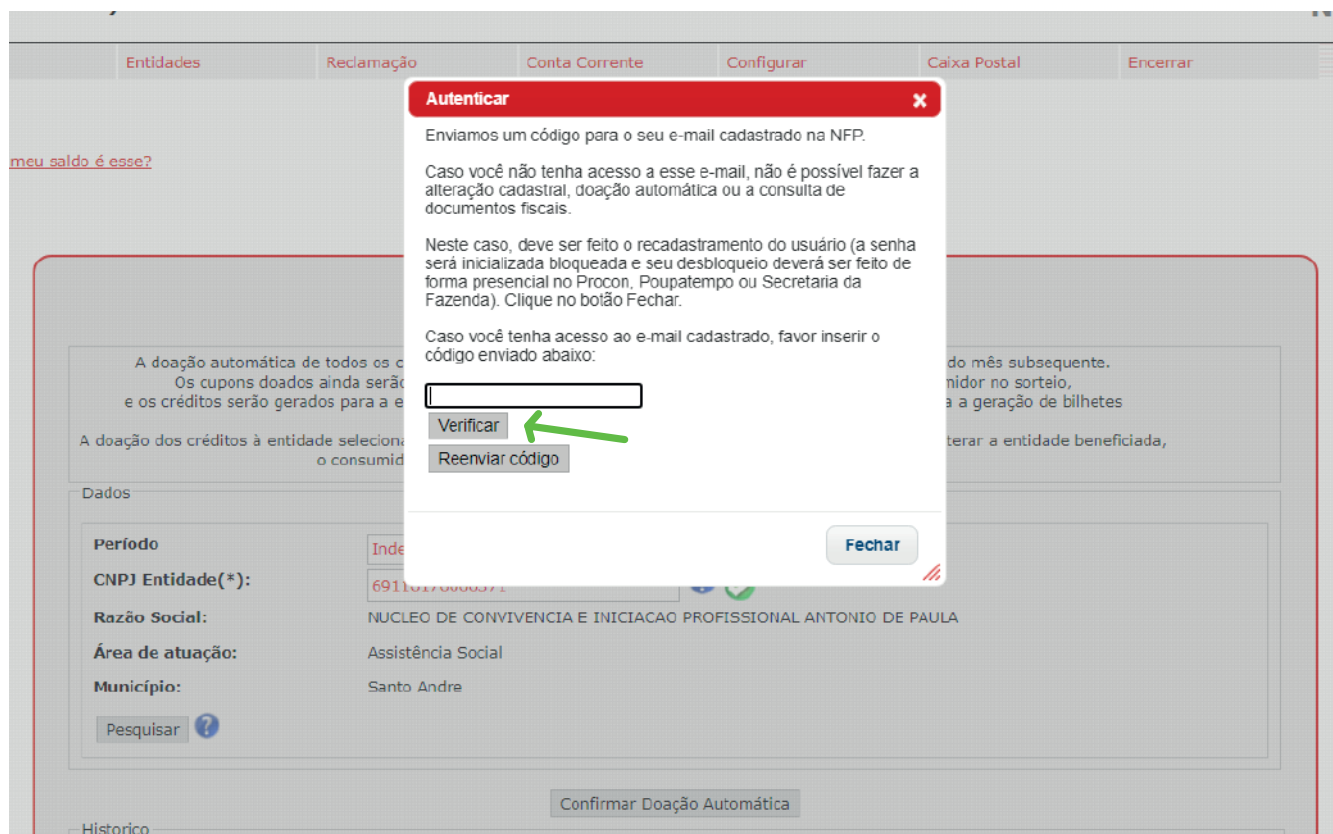 Entidades Reclamação Conta Corrente Configurar Caixa Postal Encerrar
meu saldo é esse?
Autenticar
Enviamos um código para o seu e-mail cadastrado na NFP.
Caso você não tenha acesso a esse e-mail, não é possível fazer a
alteração cadastral, doação automática ou a consulta de
documentos fiscais.
Neste caso, deve ser feito o recadastramento do usuário (a senha
será inicializada bloqueada e seu desbloqueio deverá ser feito de
forma presencial no Procon, Poupatempo ou Secretaria da
Fazenda). Clique no botão Fechar.
Caso você tenha acesso ao e-mail cadastrado, favor inserir o
código enviado abaixo:
Verificar
Reenviar código
Fechar
A doação automática de todos os c do mês subsequente.
Os cupons doados ainda serão midor no sorteio,
e os créditos serão gerados para a e a a geração de bilhetes
A doação dos créditos à entidade seleciona terar a entidade beneficiada,
o consumid
Dados
Período Inde
CNPJ Entidade(*):
Razão Social: NUCLEO DE CONVIVENCIA E INICIACAO PROFISSIONAL ANTONIO DE PAULA
Área de atuação: Assistência Social
Município: Santo Andre
Pesquisar
Confirmar Doação Automática
Historico